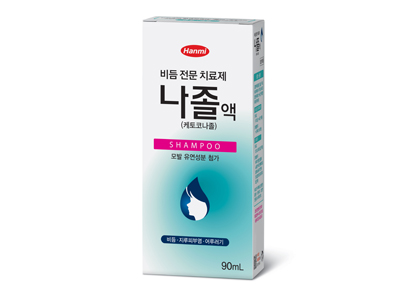 Hanmi
비듬 전문 치료제
나졸액
(케토코나졸)
SHAMPOO
모발 유연성분 첨가
비듬·지루피부염·어루러기
90mL